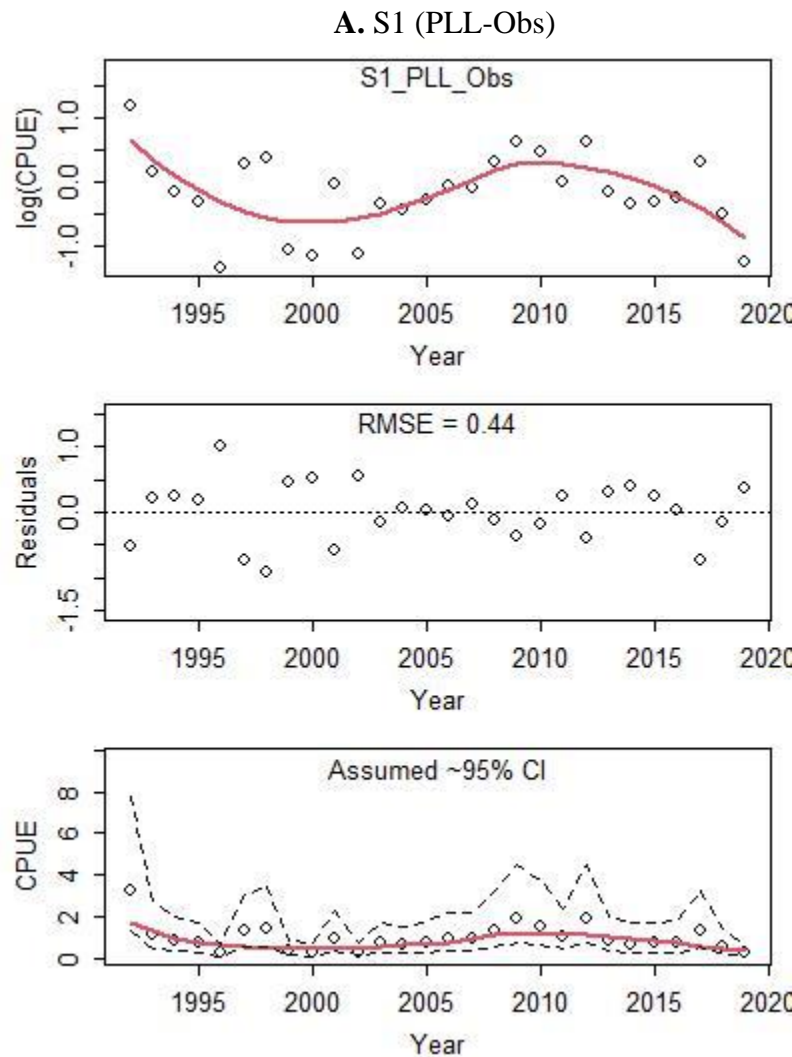 A. S1 (PLL-Obs)
S1_PLL_Obs
log(CPUE)
1.0
0.0
-1.0
1995 2000 2005 2010 2015 2020
Year
RMSE = 0.44
Residuals
1.0
0.0
-1.5
1995 2000 2005 2010 2015 2020
Year
Assumed ~95% CI
CPUE
8
6
4
2
0
1995 2000 2005 2010 2015 2020
Year